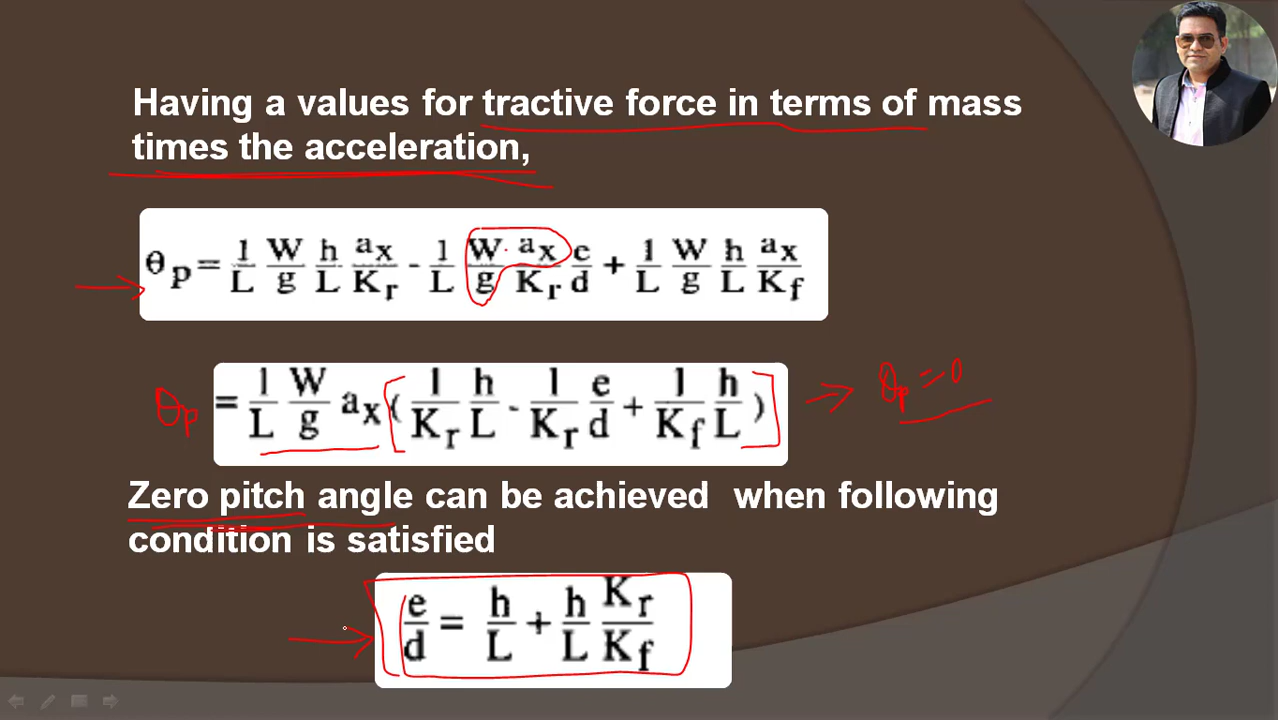 Having a values for tractive force in terms of mass
times the acceleration,
θp = 1/L W/g h/L ax/Kr - 1/L W/g · ax/Kr e/d + 1/L W/g h/L ax/Kf
θp = 1/L W/g ax ( 1/Kr h/L - 1/Kr e/d + 1/Kf h/L ) → θp = 0
Zero pitch angle can be achieved when following
condition is satisfied
e/d = h/L + h/L Kr/Kf